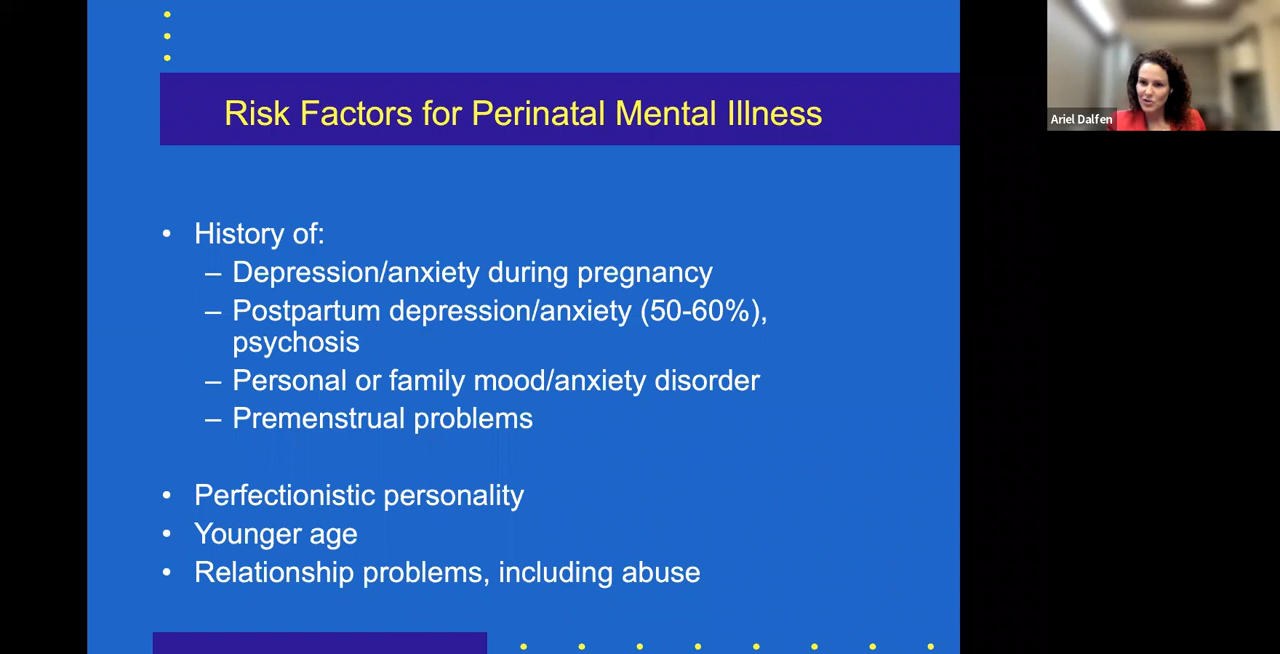 Risk Factors for Perinatal Mental Illness
Ariel Dalfen
• History of:
– Depression/anxiety during pregnancy
– Postpartum depression/anxiety (50-60%),
psychosis
– Personal or family mood/anxiety disorder
– Premenstrual problems
• Perfectionistic personality
• Younger age
• Relationship problems, including abuse